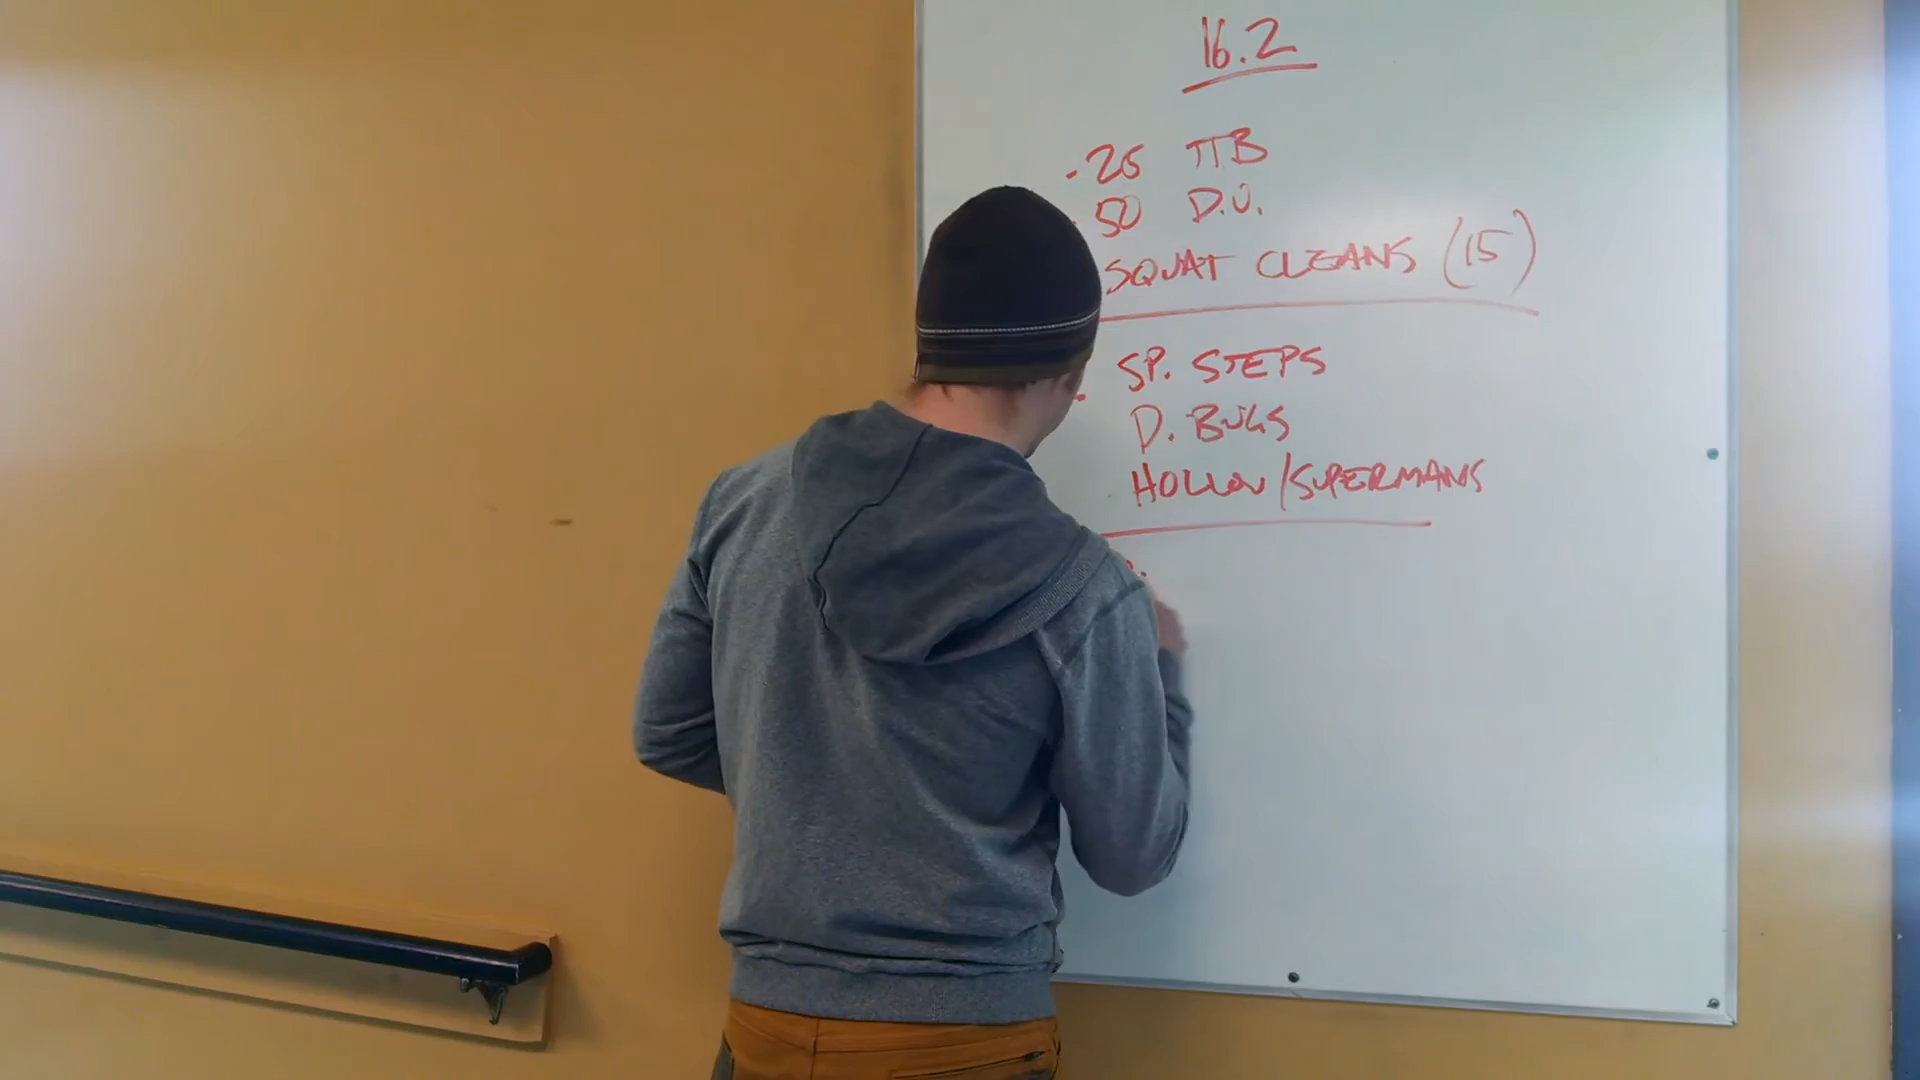 16.2
.25 TTB
.50 D.U.
SQUAT CLEANS (15)
. SP. STEPS
D. BUGS
HOLLOW/SUPERMANS